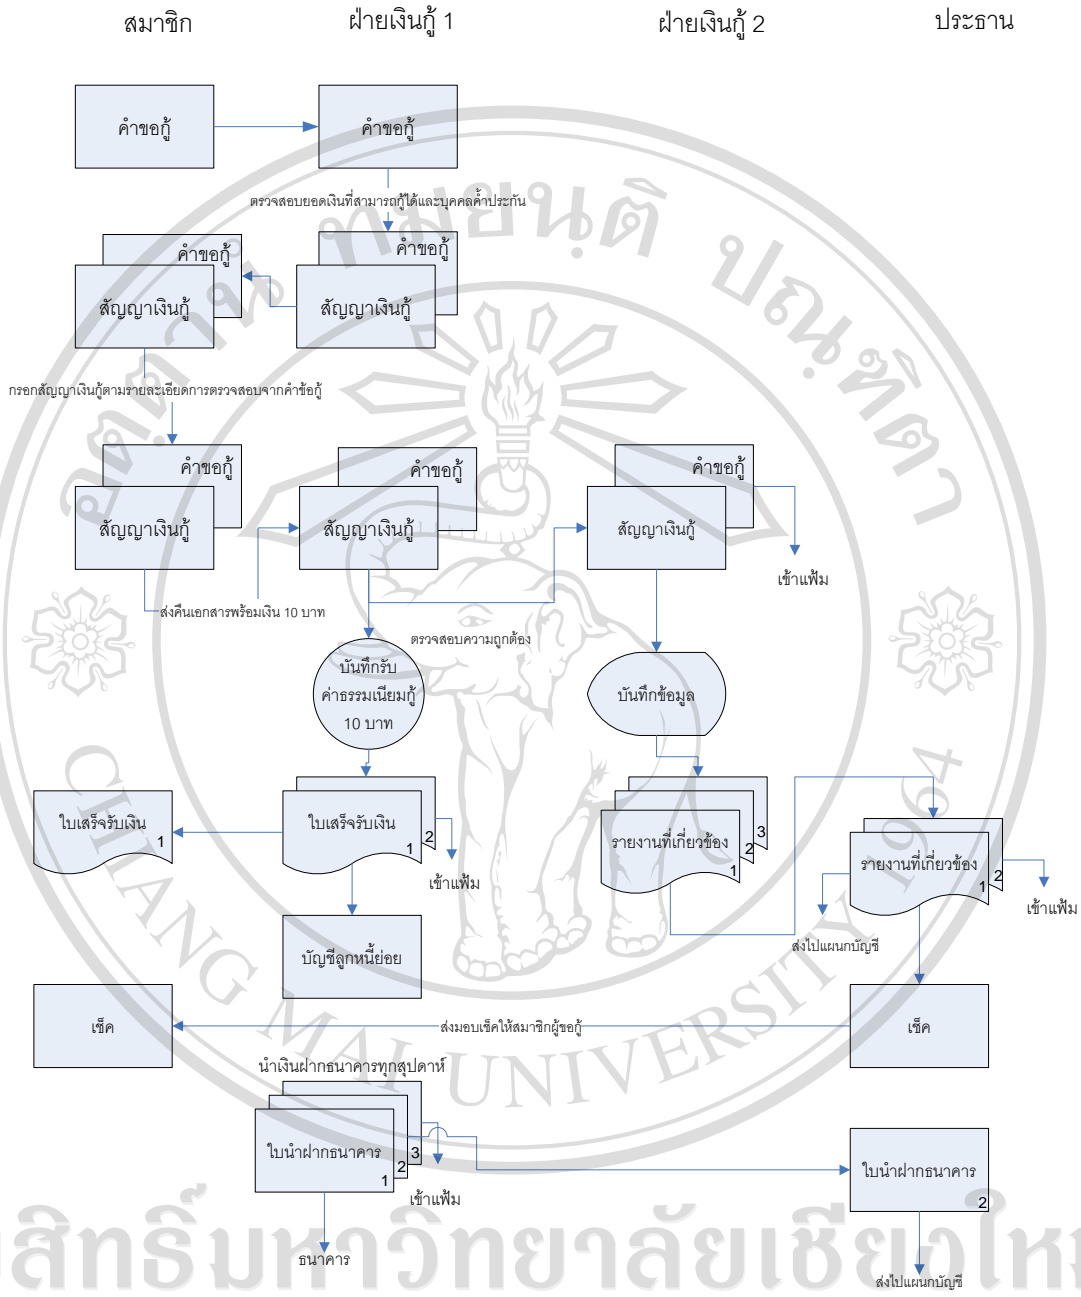 สมาชิก
ฝ่ายเงินกู้ 1
ฝ่ายเงินกู้ 2
ประธาน
คำขอกู้
คำขอกู้
ตรวจสอบยอดเงินที่สามารถกู้ได้และบุคคลค้ำประกัน
คำขอกู้
สัญญาเงินกู้
คำขอกู้
สัญญาเงินกู้
กรอกสัญญาเงินกู้ตามรายละเอียดการตรวจสอบจากคำข้อกู้
คำขอกู้
สัญญาเงินกู้
คำขอกู้
สัญญาเงินกู้
คำขอกู้
สัญญาเงินกู้
เข้าแฟ้ม
ส่งคืนเอกสารพร้อมเงิน 10 บาท
ตรวจสอบความถูกต้อง
บันทึกรับ
ค่าธรรมเนียมกู้
10 บาท
บันทึกข้อมูล
ใบเสร็จรับเงิน
1
ใบเสร็จรับเงิน
1
2
เข้าแฟ้ม
รายงานที่เกี่ยวข้อง
1
2
3
รายงานที่เกี่ยวข้อง
1
2
เข้าแฟ้ม
ส่งไปแผนกบัญชี
บัญชีลูกหนี้ย่อย
เช็ค
ส่งมอบเช็คให้สมาชิกผู้ขอกู้
เช็ค
นำเงินฝากธนาคารทุกสุปดาห์
ใบนำฝากธนาคาร
1
2
3
เข้าแฟ้ม
ธนาคาร
ใบนำฝากธนาคาร
2
ส่งไปแผนกบัญชี
CHIANG MAI UNIVERSITY 1964
สิทธิ์มหาวิทยาลัยเชียงให